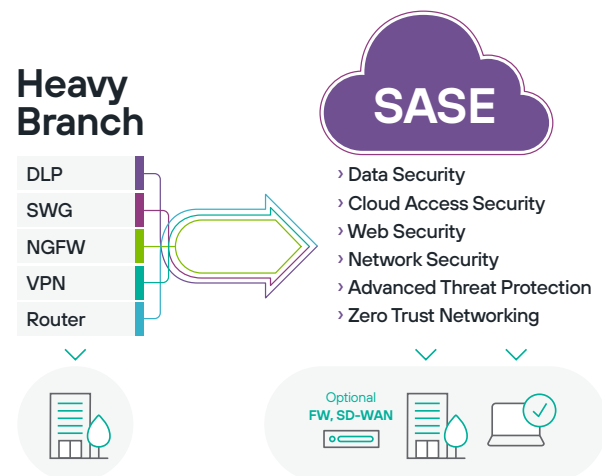 Heavy
Branch
DLP
SWG
NGFW
VPN
Router
SASE
› Data Security
› Cloud Access Security
› Web Security
› Network Security
› Advanced Threat Protection
› Zero Trust Networking
Optional
FW, SD-WAN